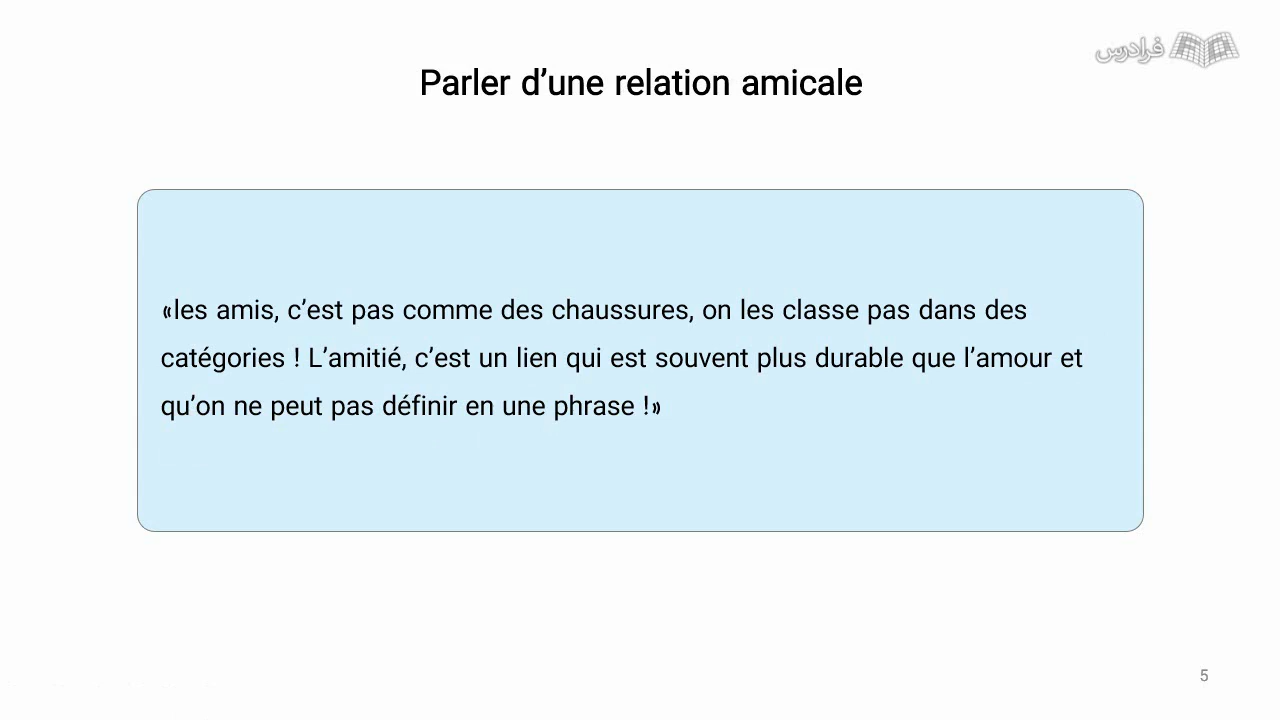 فرادرس
Parler d’une relation amicale
«les amis, c’est pas comme des chaussures, on les classe pas dans des
catégories ! L’amitié, c’est un lien qui est souvent plus durable que l’amour et
qu’on ne peut pas définir en une phrase !»
5